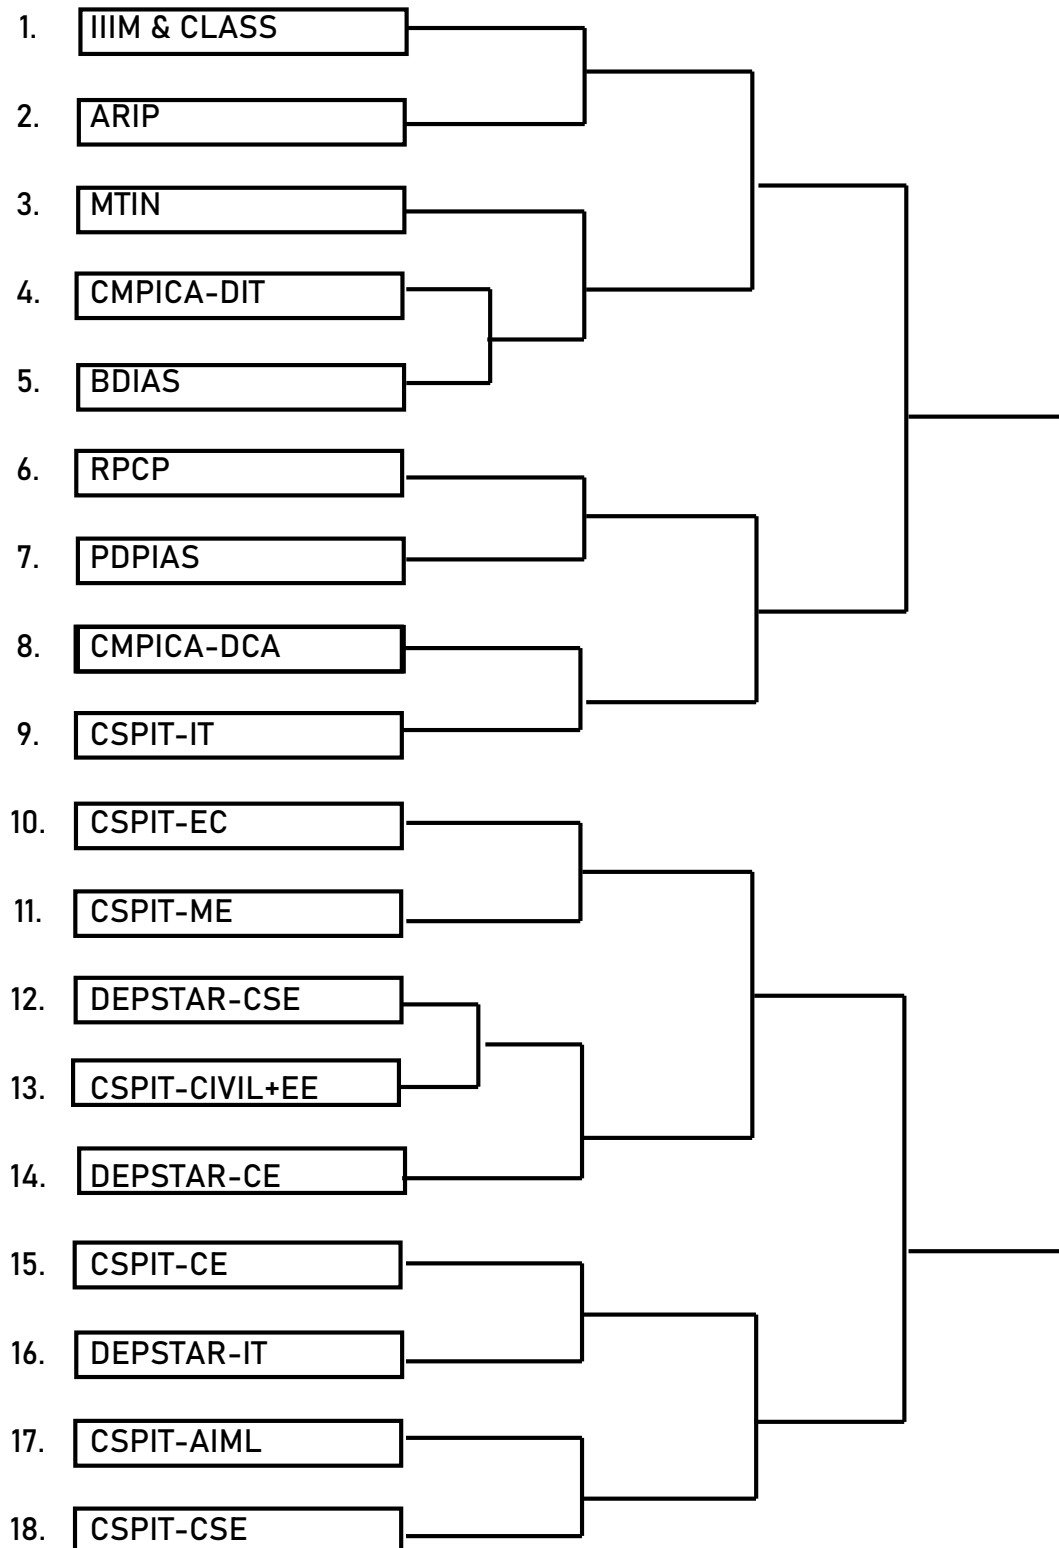 1. IIIM & CLASS
2. ARIP
3. MTIN
4. CMPICA-DIT
5. BDIAS
6. RPCP
7. PDPIAS
8. CMPICA-DCA
9. CSPIT-IT
10. CSPIT-EC
11. CSPIT-ME
12. DEPSTAR-CSE
13. CSPIT-CIVIL+EE
14. DEPSTAR-CE
15. CSPIT-CE
16. DEPSTAR-IT
17. CSPIT-AIML
18. CSPIT-CSE